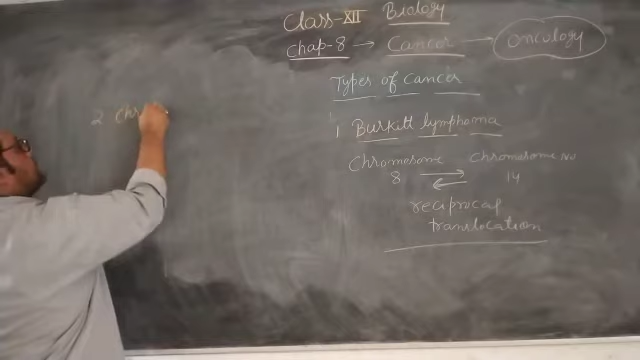 Class-XII Biology
Chap-8 → Cancer → Oncology
Types of Cancer
1 Burkitt lymphoma
Chromosome Chromosome No
8 14
reciprocal
translocation
2 Chr